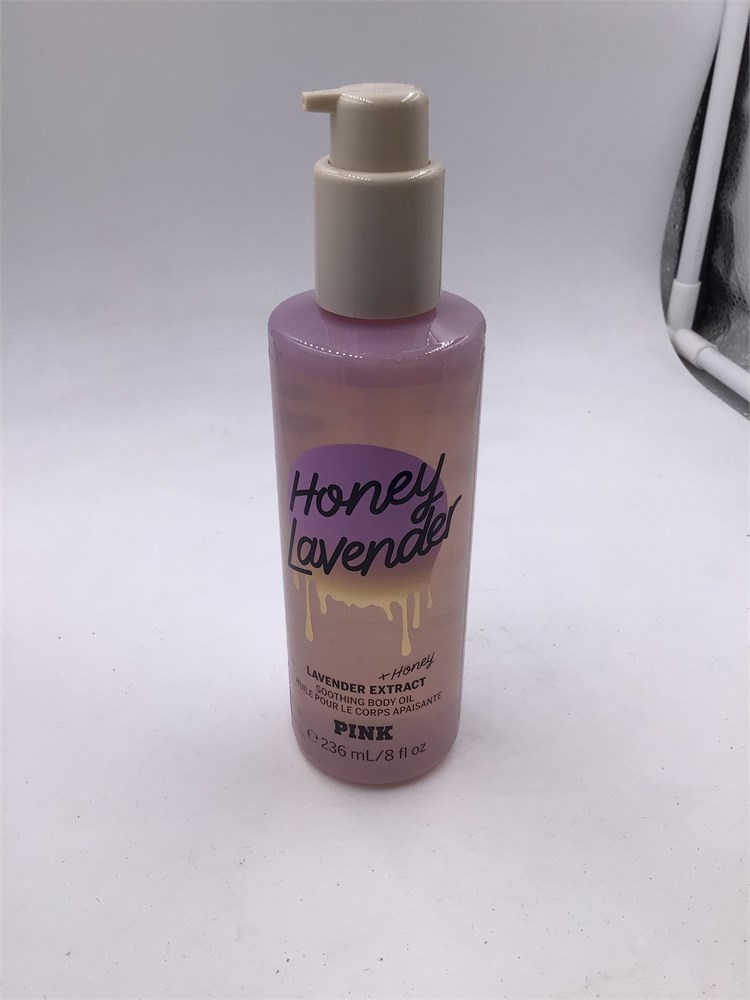 Honey
Lavender
+ Honey
LAVENDER EXTRACT
SOOTHING BODY OIL
HUILE POUR LE CORPS APAISANTE
PINK
℮ 236 mL/8 fl oz